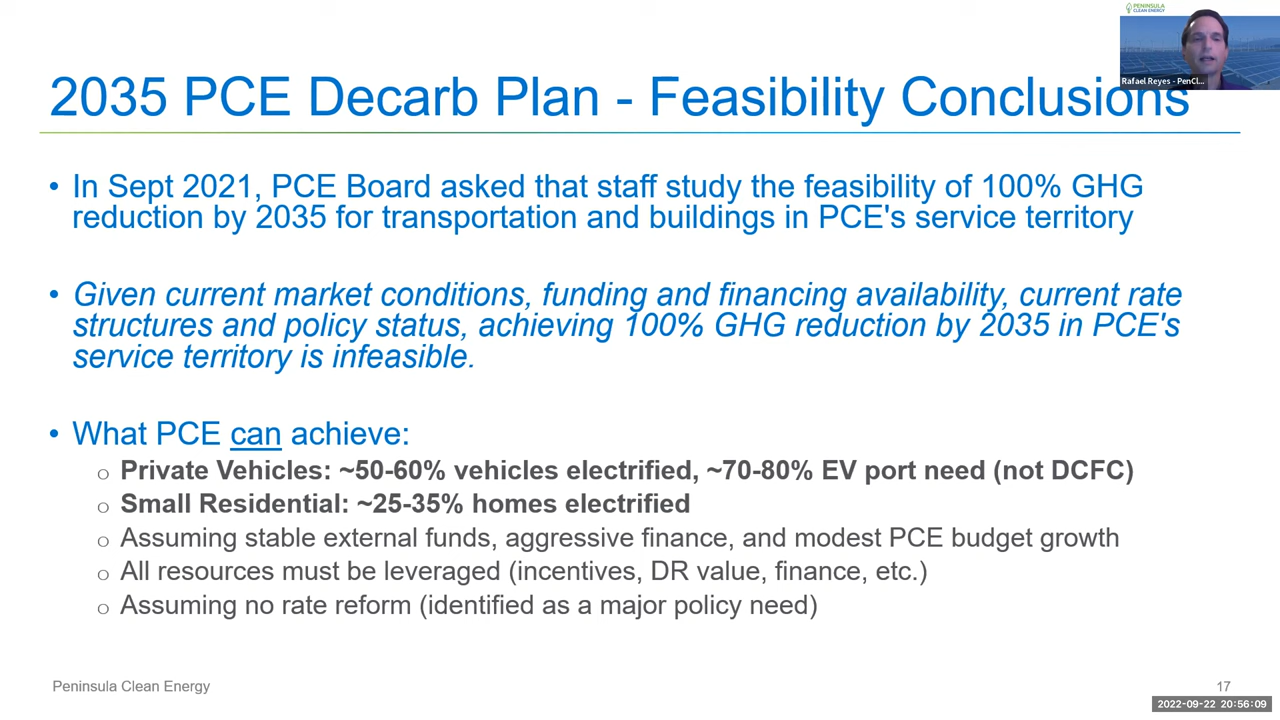 PENINSULA
CLEAN ENERGY
Rafael Reyes - PenCl...
2035 PCE Decarb Plan - Feasibility Conclusions
• In Sept 2021, PCE Board asked that staff study the feasibility of 100% GHG
reduction by 2035 for transportation and buildings in PCE's service territory
• Given current market conditions, funding and financing availability, current rate
structures and policy status, achieving 100% GHG reduction by 2035 in PCE's
service territory is infeasible.
• What PCE can achieve:
o Private Vehicles: ~50-60% vehicles electrified, ~70-80% EV port need (not DCFC)
o Small Residential: ~25-35% homes electrified
o Assuming stable external funds, aggressive finance, and modest PCE budget growth
o All resources must be leveraged (incentives, DR value, finance, etc.)
o Assuming no rate reform (identified as a major policy need)
Peninsula Clean Energy
17
2022-09-22 20:56:09